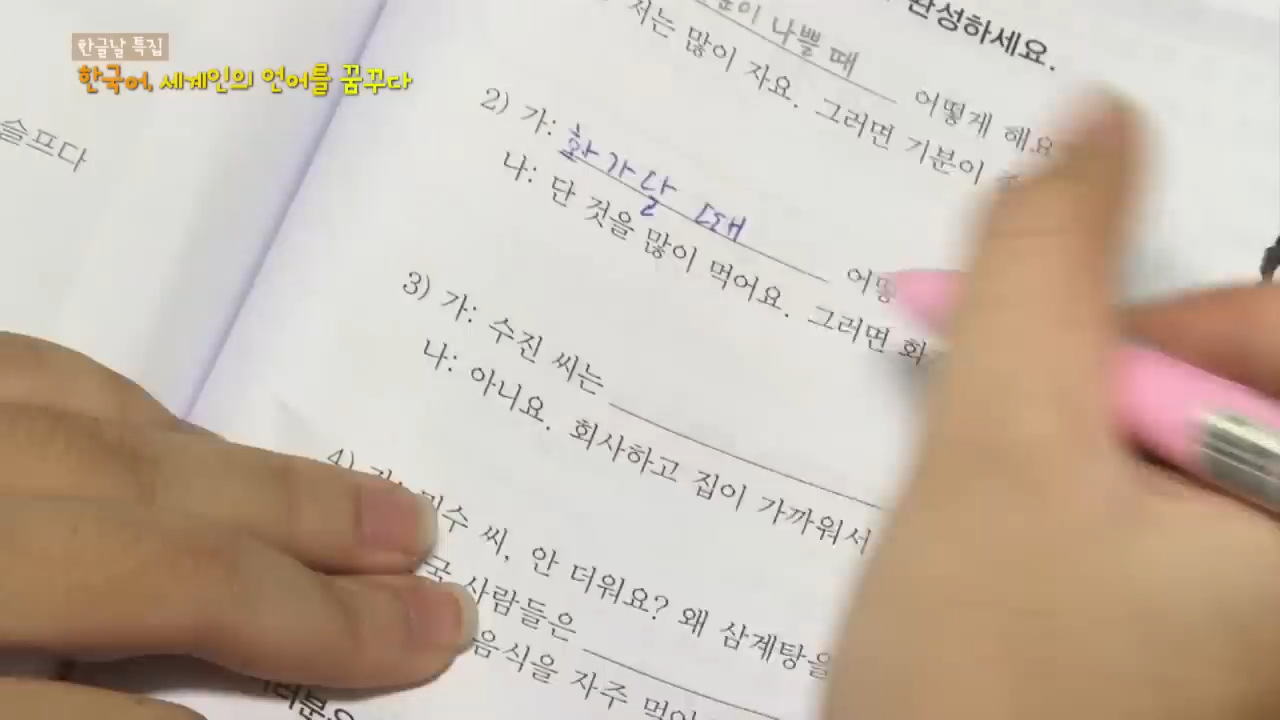 한글날 특집
한국어, 세계인의 언어를 꿈꾸다
완성하세요.
나쁠 때 어떻게 해요
저는 많이 자요. 그러면 기분이
슬프다
2) 가: 화 가 날 때 어떻
나: 단 것을 많이 먹어요. 그러면 화
3) 가: 수진 씨는
나: 아니요. 회사하고 집이 가까워서
4) 씨, 안 더워요? 왜 삼계탕을
사람들은
음식을 자주